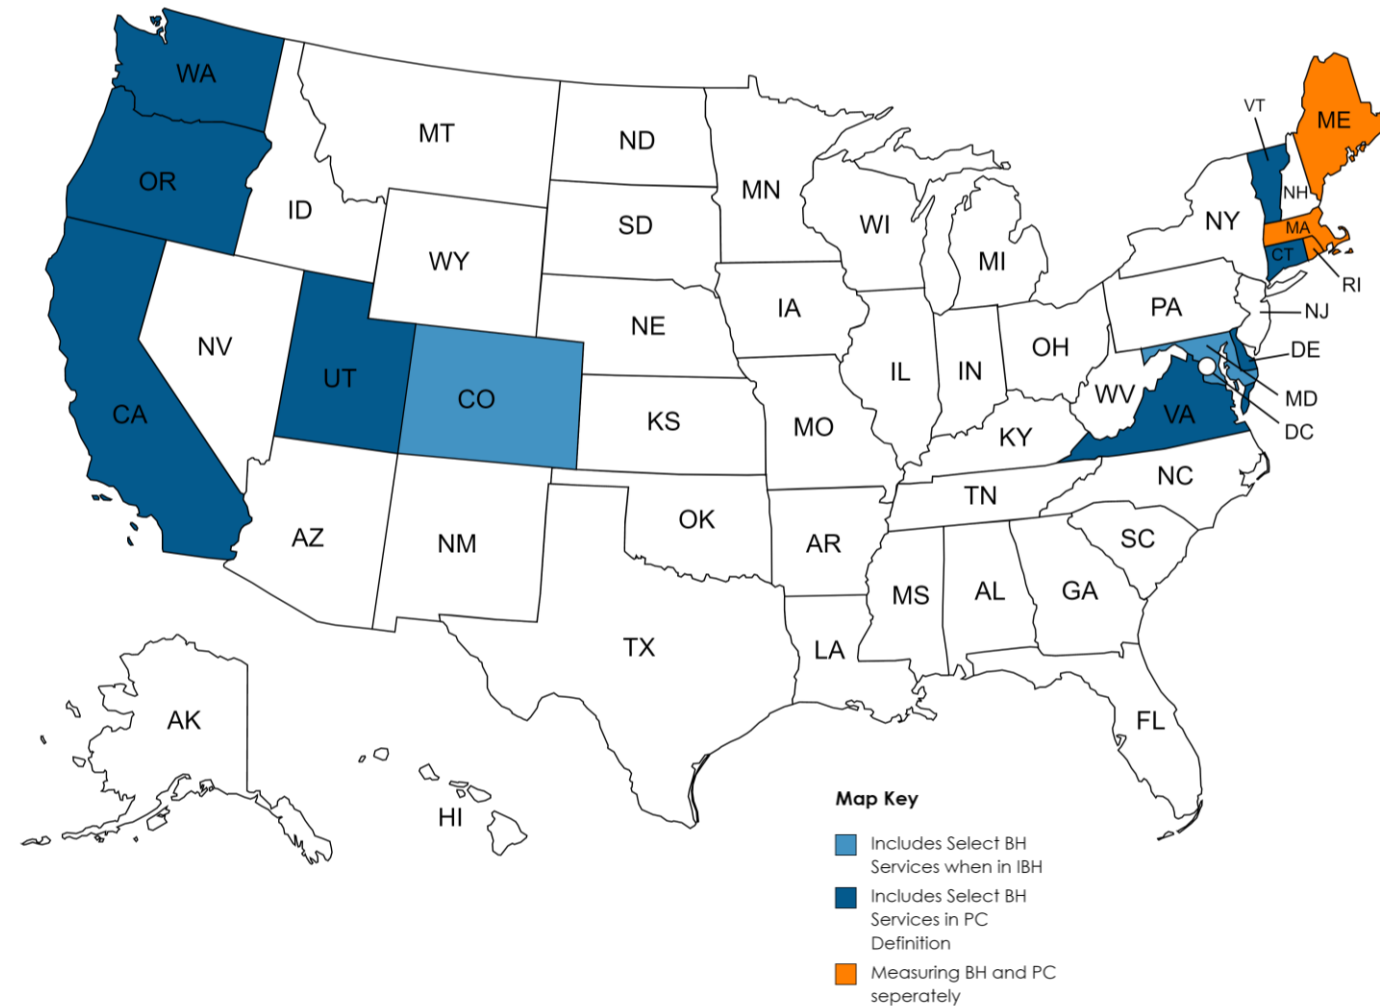 WA
MT
ND
MN
VT
ME
OR
ID
SD
WI
MI
NY
NH
MA
CT
RI
WY
NV
UT
CO
NE
IA
IL
IN
OH
PA
NJ
DE
MD
DC
CA
KS
MO
KY
WV
VA
AZ
NM
OK
AR
TN
NC
SC
TX
LA
MS
AL
GA
FL
AK
HI
Map Key
Includes Select BH
Services when in IBH
Includes Select BH
Services in PC
Definition
Measuring BH and PC
seperately